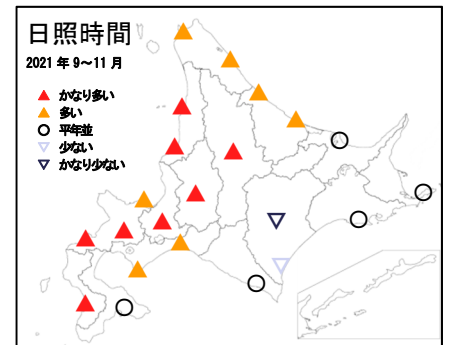 日照時間
2021 年 9～11 月
かなり多い
多い
平年並
少ない
かなり少ない